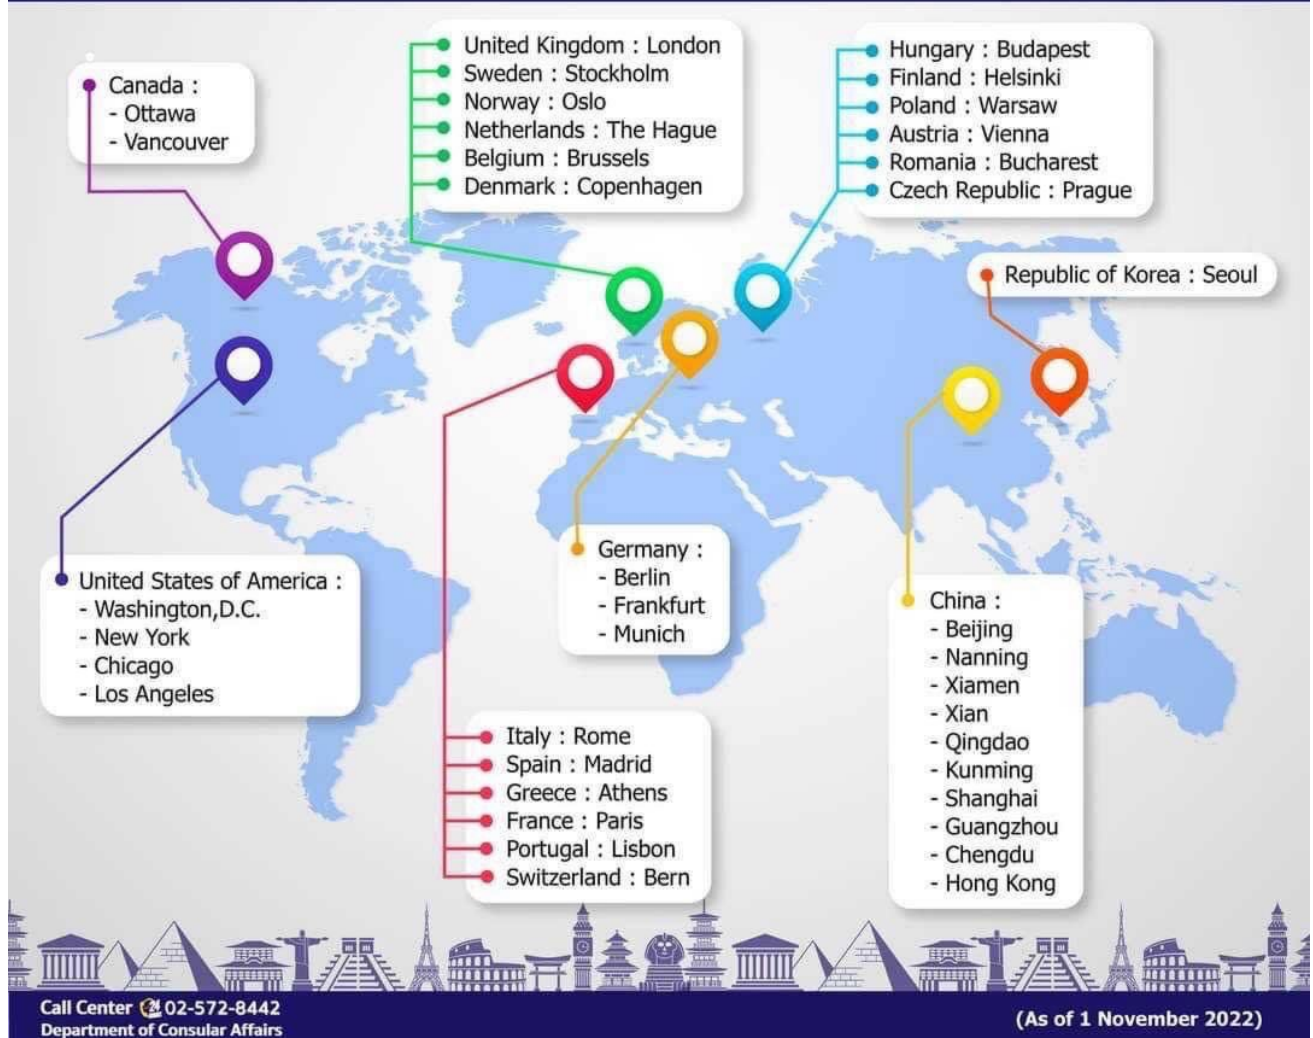 Canada :
- Ottawa
- Vancouver
United Kingdom : London
Sweden : Stockholm
Norway : Oslo
Netherlands : The Hague
Belgium : Brussels
Denmark : Copenhagen
Hungary : Budapest
Finland : Helsinki
Poland : Warsaw
Austria : Vienna
Romania : Bucharest
Czech Republic : Prague
Republic of Korea : Seoul
United States of America :
- Washington,D.C.
- New York
- Chicago
- Los Angeles
Germany :
- Berlin
- Frankfurt
- Munich
Italy : Rome
Spain : Madrid
Greece : Athens
France : Paris
Portugal : Lisbon
Switzerland : Bern
China :
- Beijing
- Nanning
- Xiamen
- Xian
- Qingdao
- Kunming
- Shanghai
- Guangzhou
- Chengdu
- Hong Kong
Call Center 02-572-8442
Department of Consular Affairs
(As of 1 November 2022)